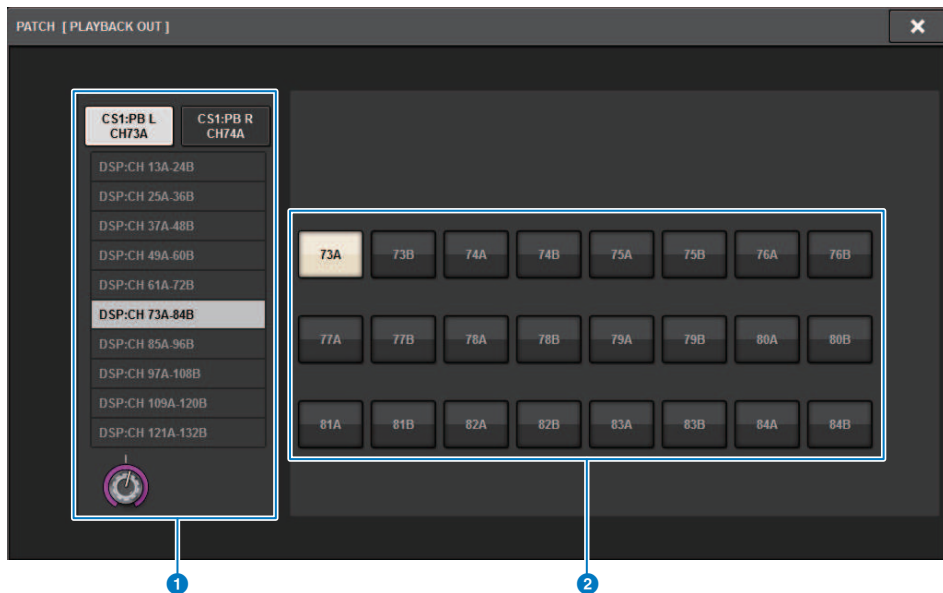 PATCH [ PLAYBACK OUT ]
CS1:PB L
CH73A
CS1:PB R
CH74A
DSP:CH 13A-24B
DSP:CH 25A-36B
DSP:CH 37A-48B
DSP:CH 49A-60B
DSP:CH 61A-72B
DSP:CH 73A-84B
DSP:CH 85A-96B
DSP:CH 97A-108B
DSP:CH 109A-120B
DSP:CH 121A-132B
73A 73B 74A 74B 75A 75B 76A 76B
77A 77B 78A 78B 79A 79B 80A 80B
81A 81B 82A 82B 83A 83B 84A 84B
1 2